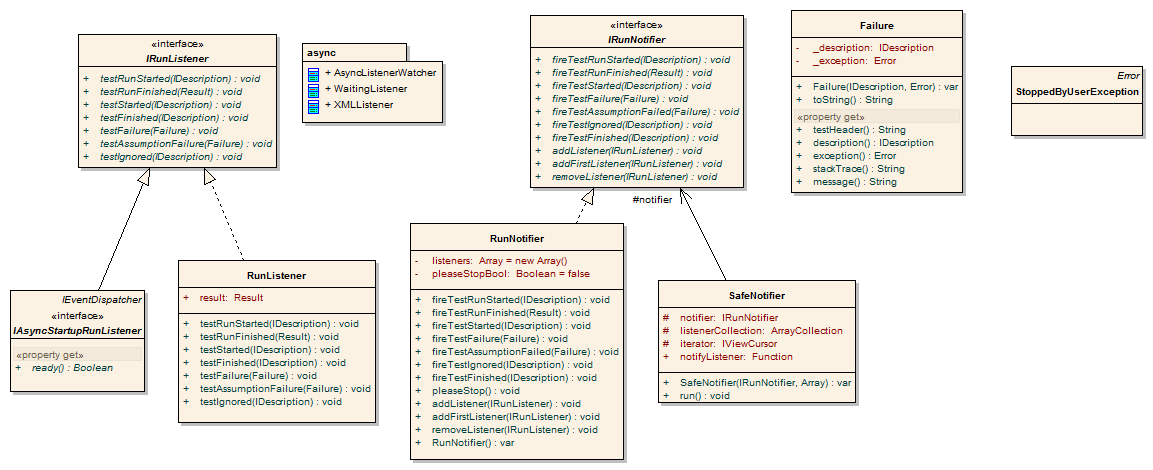 «interface»
IRunListener
+ testRunStarted(IDescription) : void
+ testRunFinished(Result) : void
+ testStarted(IDescription) : void
+ testFinished(IDescription) : void
+ testFailure(Failure) : void
+ testAssumptionFailure(Failure) : void
+ testIgnored(IDescription) : void
async
+ AsyncListenerWatcher
+ WaitingListener
+ XMLListener
«interface»
IRunNotifier
+ fireTestRunStarted(IDescription) : void
+ fireTestRunFinished(Result) : void
+ fireTestStarted(IDescription) : void
+ fireTestFailure(Failure) : void
+ fireTestAssumptionFailed(Failure) : void
+ fireTestIgnored(IDescription) : void
+ fireTestFinished(IDescription) : void
+ addListener(IRunListener) : void
+ addFirstListener(IRunListener) : void
+ removeListener(IRunListener) : void
Failure
- _description: IDescription
- _exception: Error
+ Failure(IDescription, Error) : var
+ toString() : String
«property get»
+ testHeader() : String
+ description() : IDescription
+ exception() : Error
+ stackTrace() : String
+ message() : String
Error
StoppedByUserException
#notifier
IEventDispatcher
«interface»
IAsyncStartupRunListener
«property get»
+ ready() : Boolean
RunListener
+ result: Result
+ testRunStarted(IDescription) : void
+ testRunFinished(Result) : void
+ testStarted(IDescription) : void
+ testFinished(IDescription) : void
+ testFailure(Failure) : void
+ testAssumptionFailure(Failure) : void
+ testIgnored(IDescription) : void
RunNotifier
- listeners: Array = new Array()
- pleaseStopBool: Boolean = false
+ fireTestRunStarted(IDescription) : void
+ fireTestRunFinished(Result) : void
+ fireTestStarted(IDescription) : void
+ fireTestFailure(Failure) : void
+ fireTestAssumptionFailed(Failure) : void
+ fireTestIgnored(IDescription) : void
+ fireTestFinished(IDescription) : void
+ pleaseStop() : void
+ addListener(IRunListener) : void
+ addFirstListener(IRunListener) : void
+ removeListener(IRunListener) : void
+ RunNotifier() : var
SafeNotifier
# notifier: IRunNotifier
# listenerCollection: ArrayCollection
# iterator: IViewCursor
+ notifyListener: Function
+ SafeNotifier(IRunNotifier, Array) : var
+ run() : void